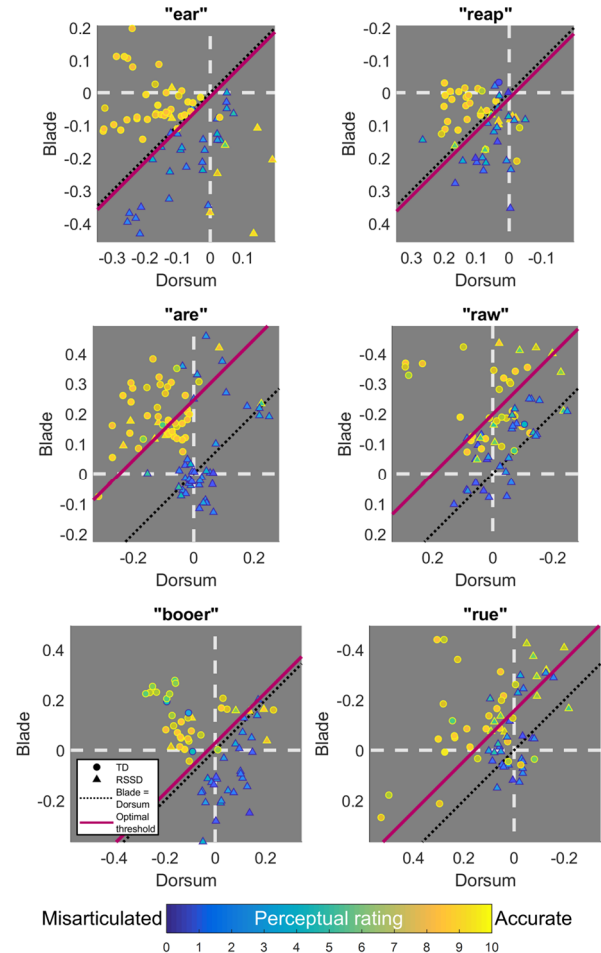 "ear"
0.2
0.1
0
-0.1
-0.2
-0.3
-0.4
Blade
-0.3 -0.2 -0.1 0 0.1
Dorsum
"reap"
-0.2
-0.1
0
0.1
0.2
0.3
0.4
Blade
0.3 0.2 0.1 0 -0.1
Dorsum
"are"
0.4
0.3
0.2
0.1
0
-0.1
-0.2
Blade
-0.2 0 0.2
Dorsum
"raw"
-0.4
-0.3
-0.2
-0.1
0
0.1
0.2
Blade
0.2 0 -0.2
Dorsum
"booer"
0.4
0.2
0
-0.2
Blade
TD
RSSD
Blade =
Dorsum
Optimal
threshold
-0.4 -0.2 0 0.2
Dorsum
"rue"
-0.4
-0.2
0
0.2
Blade
0.4 0.2 0 -0.2
Dorsum
Misarticulated Perceptual rating Accurate
0 1 2 3 4 5 6 7 8 9 10